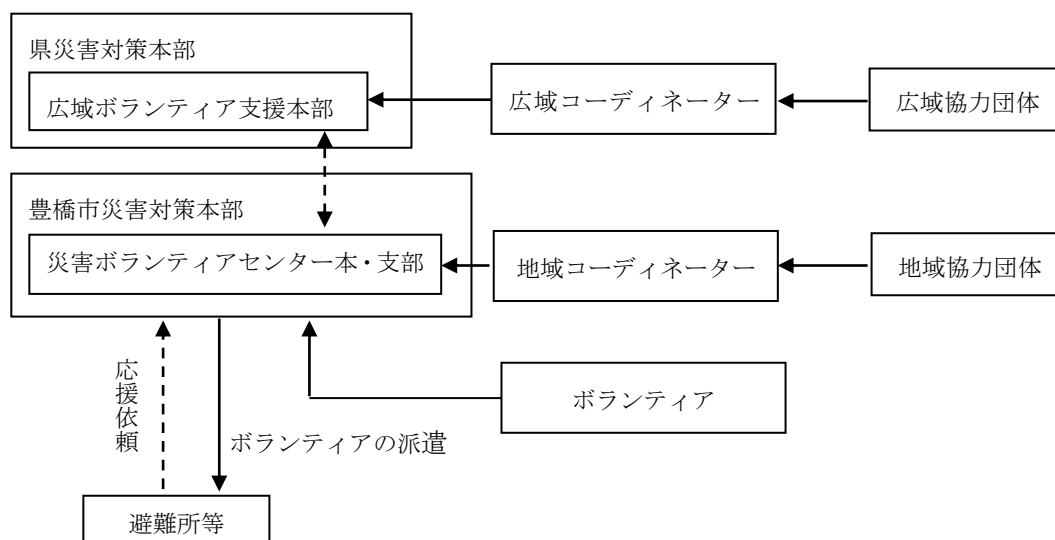 県災害対策本部
広域ボランティア支援本部
広域コーディネーター
広域協力団体
豊橋市災害対策本部
災害ボランティアセンター本・支部
地域コーディネーター
地域協力団体
応援依頼
ボランティアの派遣
ボランティア
避難所等